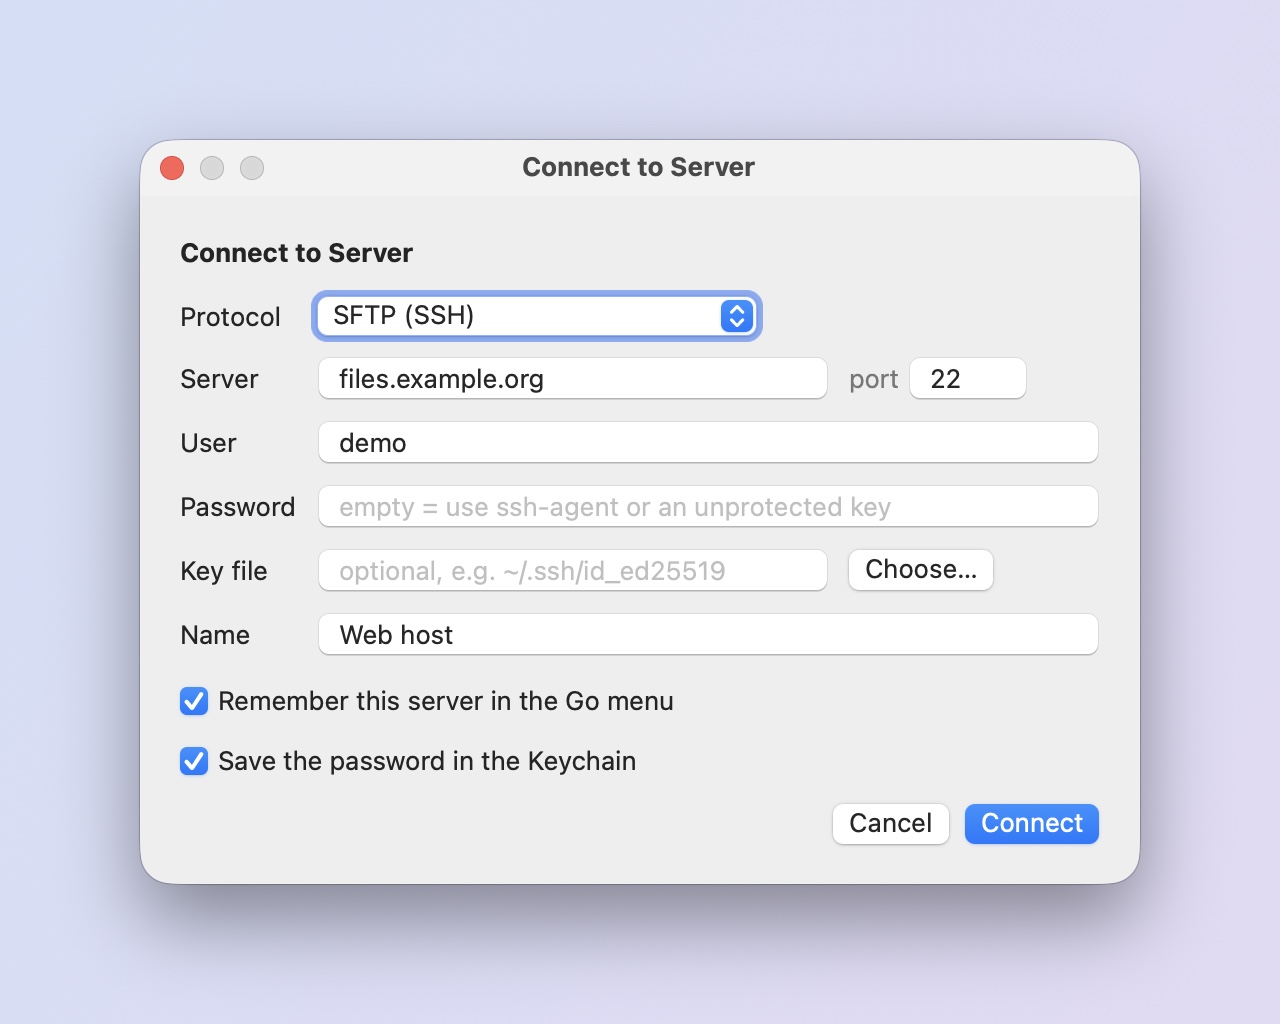 Connect to Server
Connect to Server
Protocol SFTP (SSH)
Server files.example.org port 22
User demo
Password empty = use ssh-agent or an unprotected key
Key file optional, e.g. ~/.ssh/id_ed25519 Choose...
Name Web host
Remember this server in the Go menu
Save the password in the Keychain
Cancel Connect